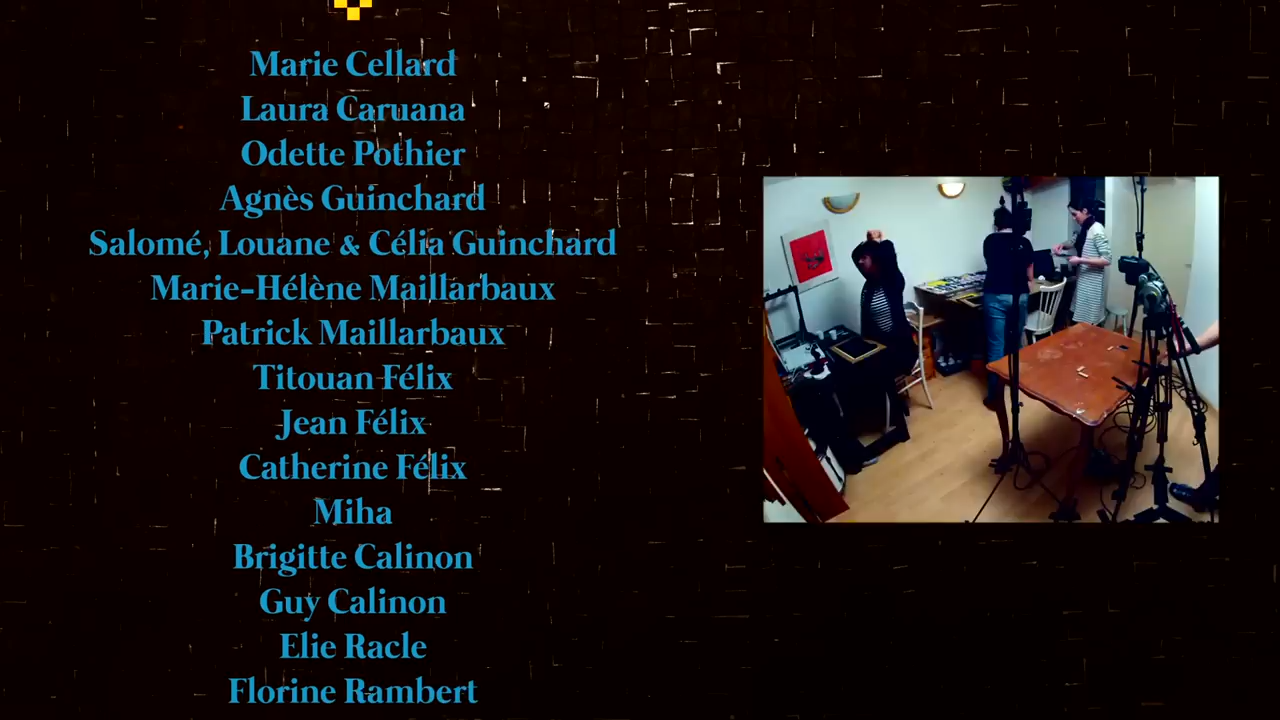 Marie Cellard
Laura Caruana
Odette Pothier
Agnès Guinchard
Salomé, Louane & Célia Guinchard
Marie-Hélène Maillarbaux
Patrick Maillarbaux
Titouan Félix
Jean Félix
Catherine Félix
Miha
Brigitte Calinon
Guy Calinon
Elie Racle
Florine Rambert